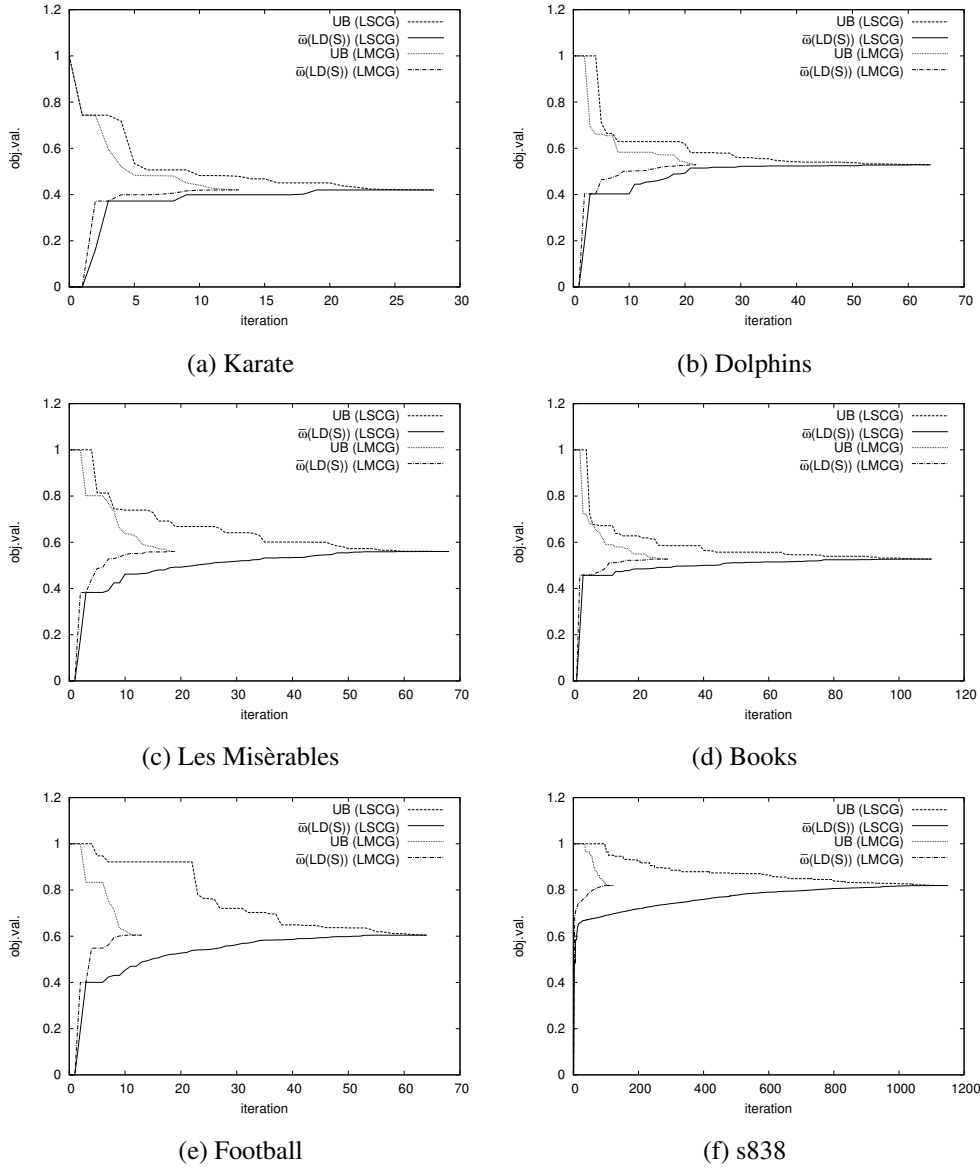 UB (LSCG)
ω̄(LD(S)) (LSCG)
UB (LMCG)
ω̄(LD(S)) (LMCG)
1.2
1
0.8
0.6
0.4
0.2
0
obj.val.
0 5 10 15 20 25 30
iteration
(a) Karate
UB (LSCG)
ω̄(LD(S)) (LSCG)
UB (LMCG)
ω̄(LD(S)) (LMCG)
1.2
1
0.8
0.6
0.4
0.2
0
obj.val.
0 10 20 30 40 50 60 70
iteration
(b) Dolphins
UB (LSCG)
ω̄(LD(S)) (LSCG)
UB (LMCG)
ω̄(LD(S)) (LMCG)
1.2
1
0.8
0.6
0.4
0.2
0
obj.val.
0 10 20 30 40 50 60 70
iteration
(c) Les Misèrables
UB (LSCG)
ω̄(LD(S)) (LSCG)
UB (LMCG)
ω̄(LD(S)) (LMCG)
1.2
1
0.8
0.6
0.4
0.2
0
obj.val.
0 20 40 60 80 100 120
iteration
(d) Books
UB (LSCG)
ω̄(LD(S)) (LSCG)
UB (LMCG)
ω̄(LD(S)) (LMCG)
1.2
1
0.8
0.6
0.4
0.2
0
obj.val.
0 10 20 30 40 50 60 70
iteration
(e) Football
UB (LSCG)
ω̄(LD(S)) (LSCG)
UB (LMCG)
ω̄(LD(S)) (LMCG)
1.2
1
0.8
0.6
0.4
0.2
0
obj.val.
0 200 400 600 800 1000 1200
iteration
(f) s838